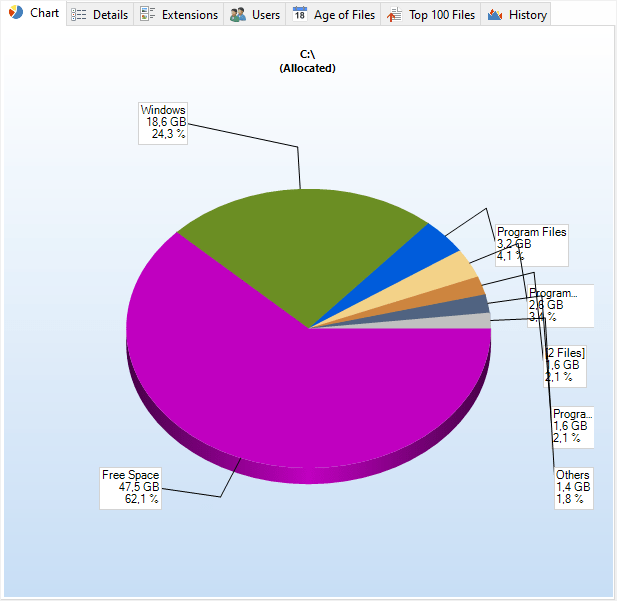 Chart Details Extensions Users 18 Age of Files Top 100 Files History
C:\
(Allocated)
Windows
18,6 GB
24,3 %
Program Files
3,2 GB
4,1 %
Program...
2,6 GB
3,4 %
[2 Files]
1,6 GB
2,1 %
Progra...
1,6 GB
2,1 %
Free Space
47,5 GB
62,1 %
Others
1,4 GB
1,8 %